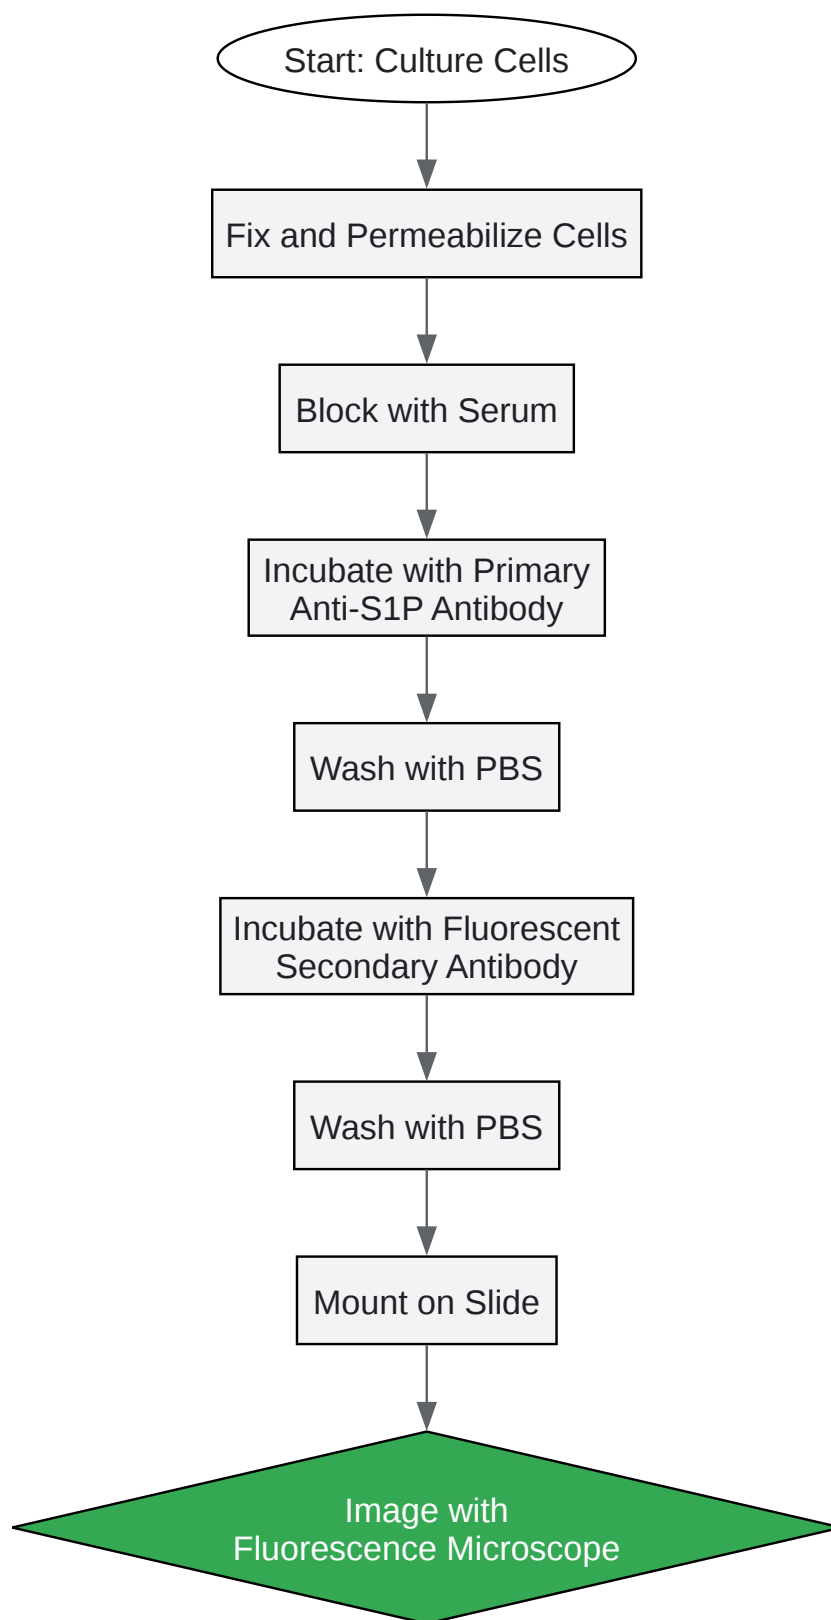 Start: Culture Cells
Fix and Permeabilize Cells
Block with Serum
Incubate with Primary
Anti-S1P Antibody
Wash with PBS
Incubate with Fluorescent
Secondary Antibody
Wash with PBS
Mount on Slide
Image with
Fluorescence Microscope